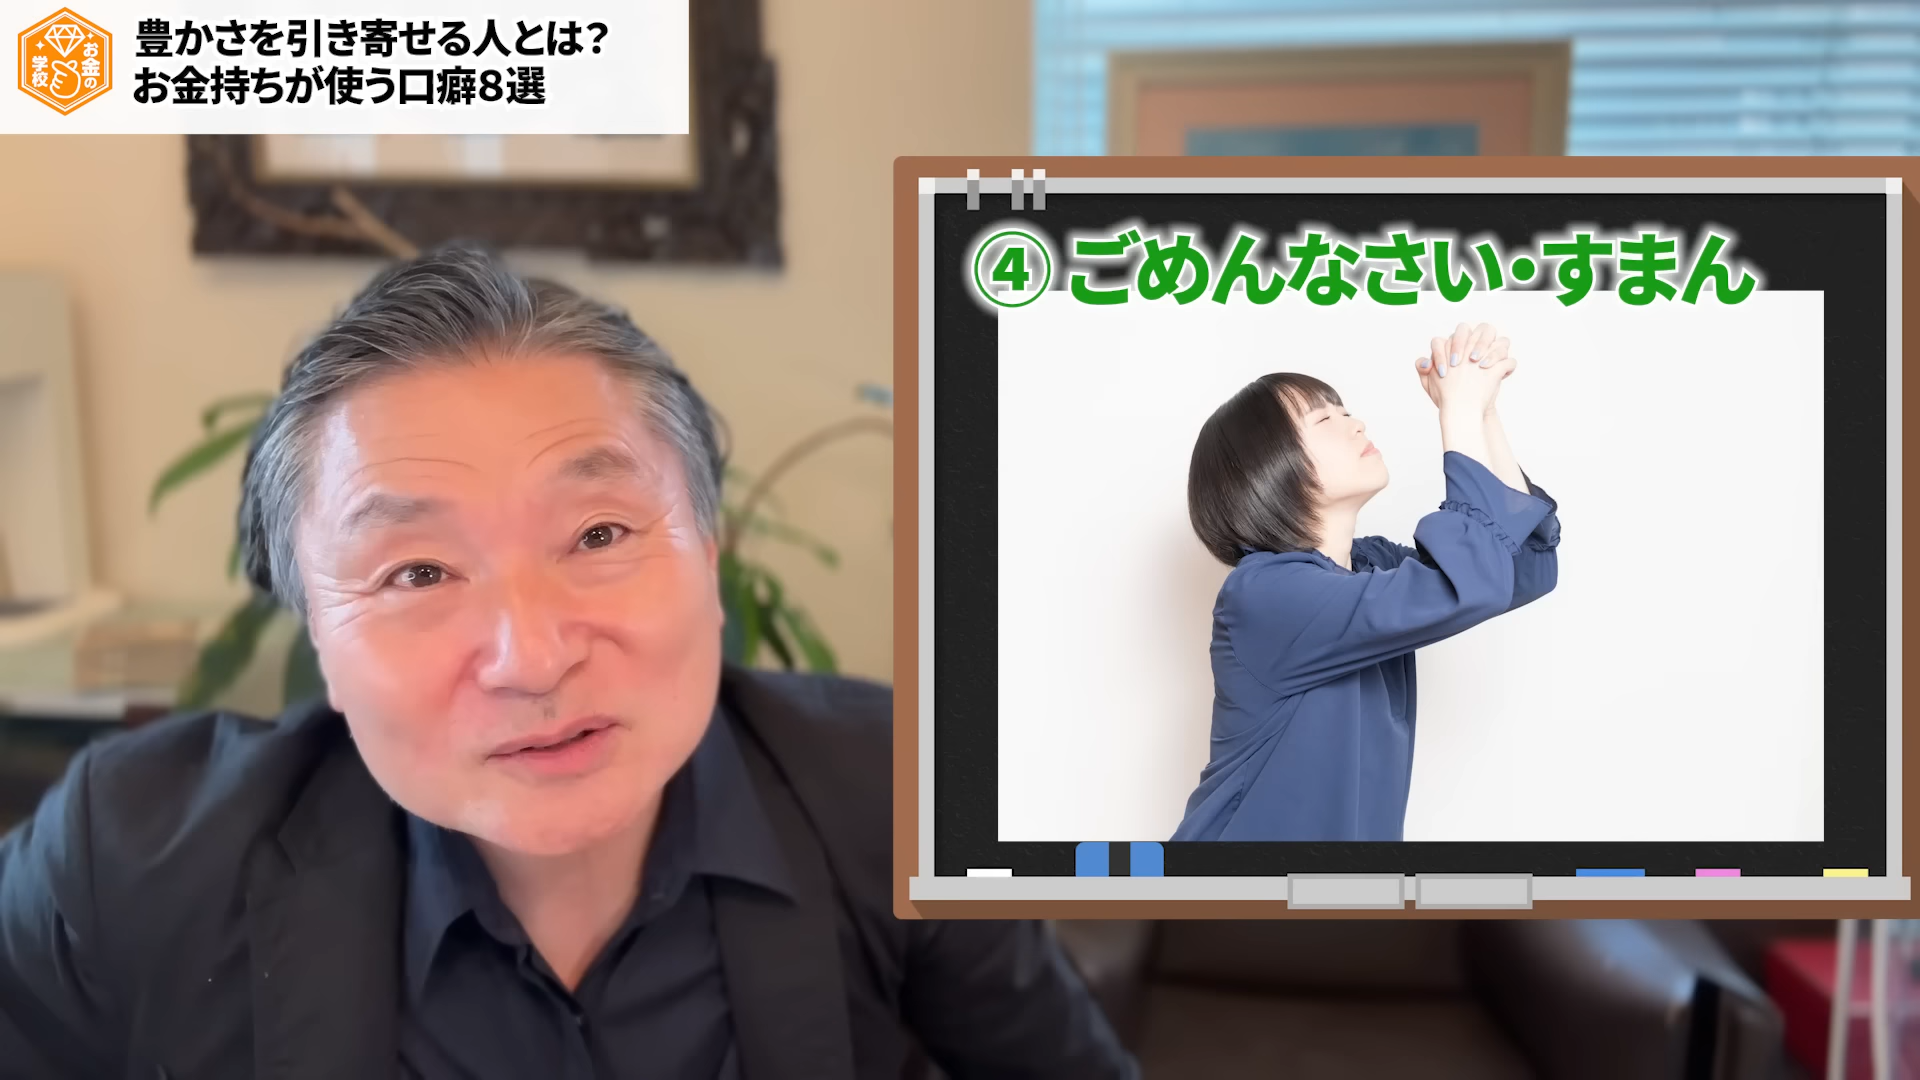 お金の
学校
豊かさを引き寄せる人とは？
お金持ちが使う口癖８選
④ごめんなさい・すまん